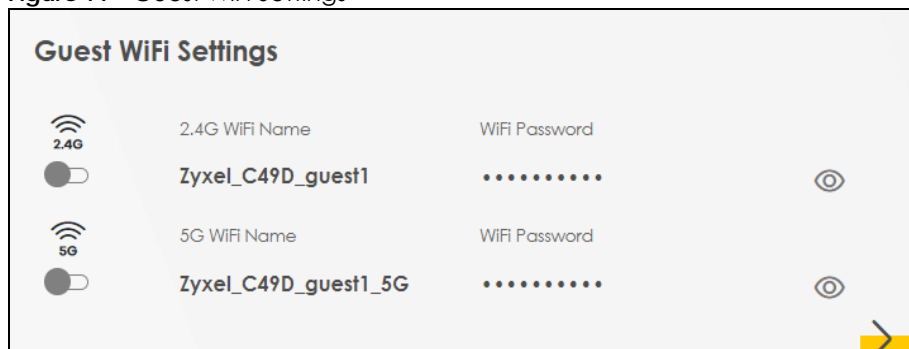 Guest WiFi Settings
2.4G
2.4G WiFi Name WiFi Password
Zyxel_C49D_guest1 ••••••••••
5G
5G WiFi Name WiFi Password
Zyxel_C49D_guest1_5G ••••••••••